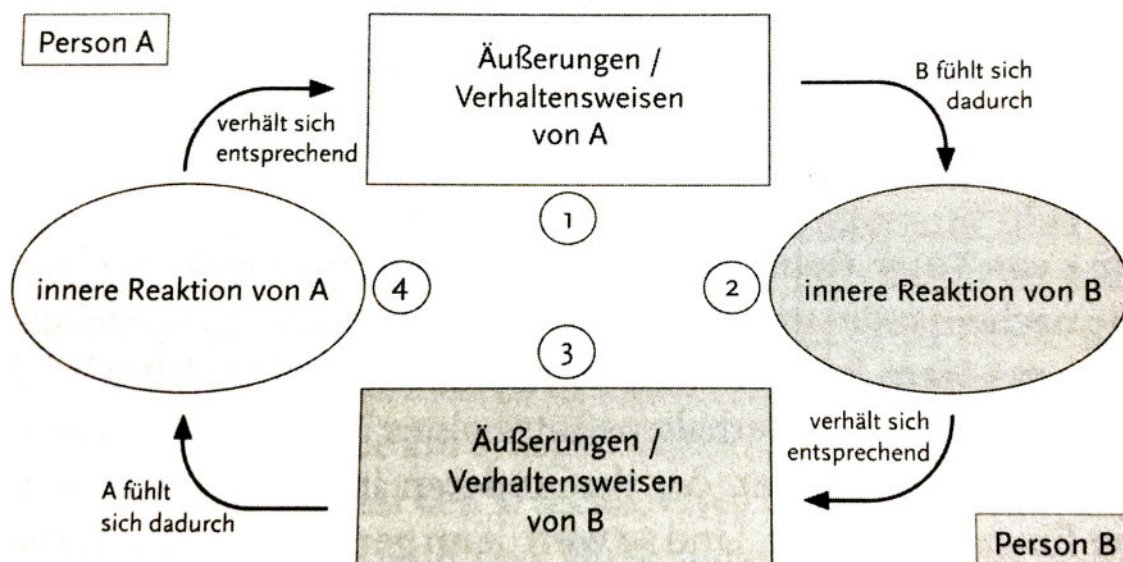 Person A
Äußerungen /
Verhaltensweisen
von A
B fühlt sich
dadurch
verhält sich
entsprechend
1
innere Reaktion von A
4
2
innere Reaktion von B
3
Äußerungen /
Verhaltensweisen
von B
verhält sich
entsprechend
A fühlt
sich dadurch
Person B